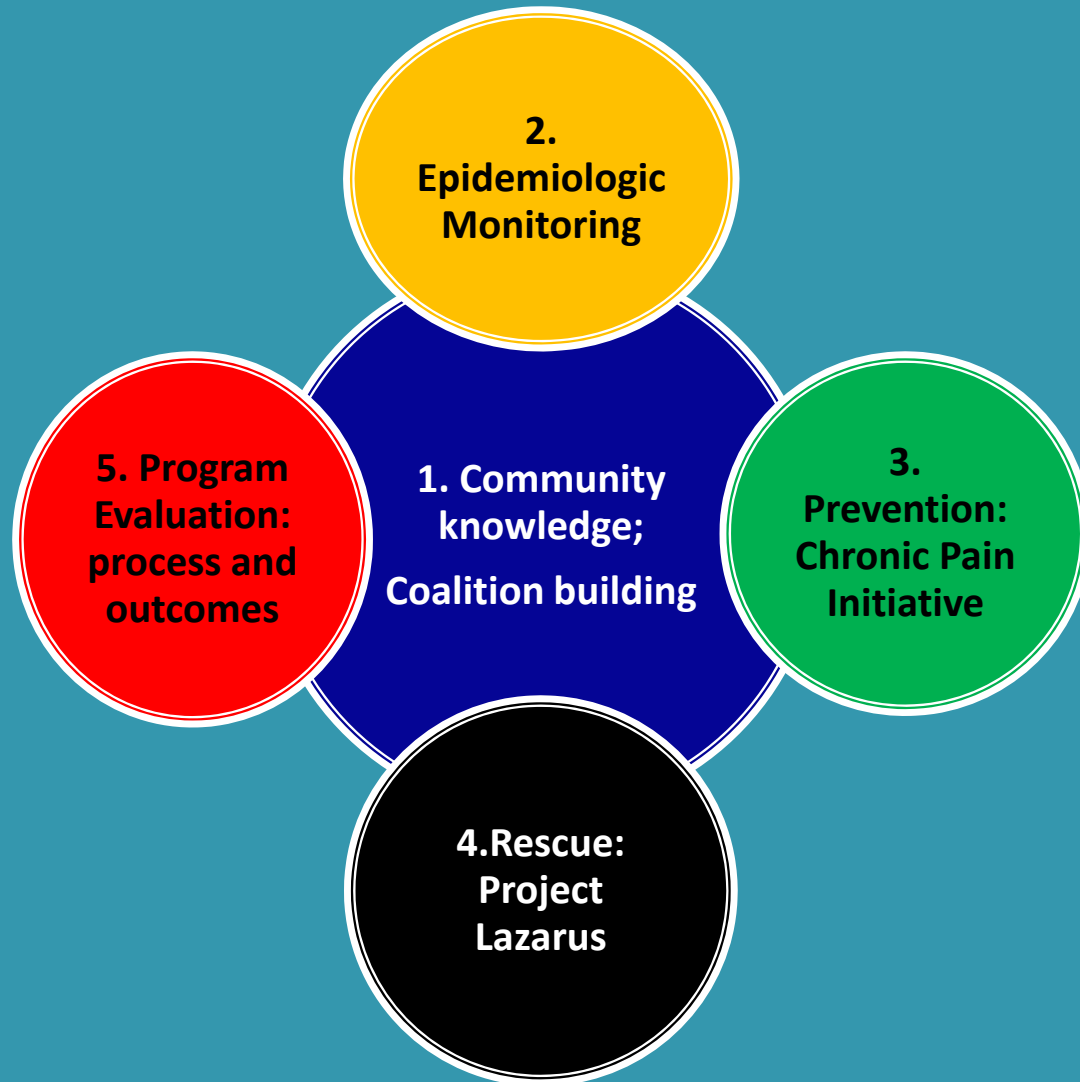 2.
Epidemiologic
Monitoring
5. Program
Evaluation:
process and
outcomes
1. Community
knowledge;
Coalition building
3.
Prevention:
Chronic Pain
Initiative
4.Rescue:
Project
Lazarus